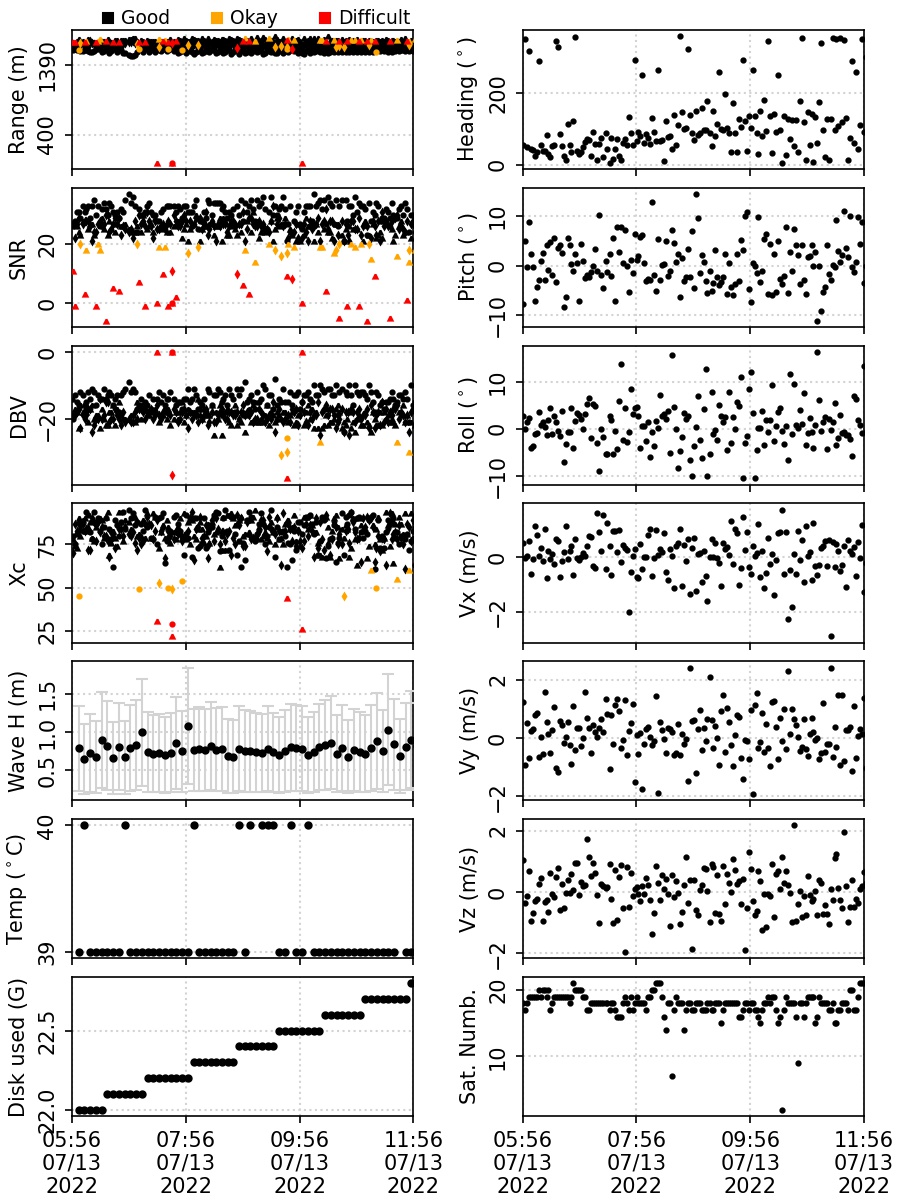 Good Okay Difficult
Range (m)
1390
400
Heading (°)
200
0
SNR
20
0
Pitch (°)
10
0
−10
DBV
0
−20
Roll (°)
10
0
−10
Xc
75
50
25
Vx (m/s)
0
−2
Wave H (m)
1.5
1.0
0.5
Vy (m/s)
2
0
−2
Temp (°C)
40
39
Vz (m/s)
2
0
−2
Disk used (G)
22.5
22.0
Sat. Numb.
20
10
05:56 07:56 09:56 11:56
07/13 07/13 07/13 07/13
2022 2022 2022 2022
05:56 07:56 09:56 11:56
07/13 07/13 07/13 07/13
2022 2022 2022 2022